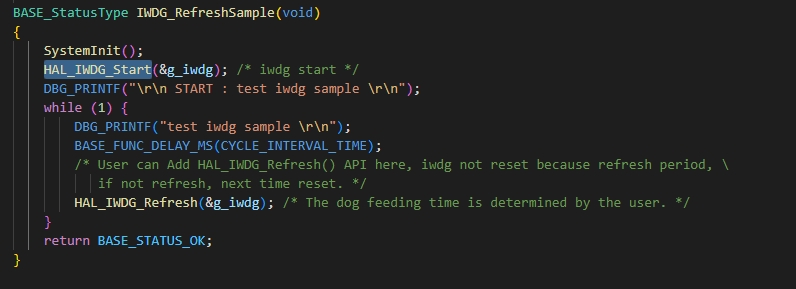 BASE_StatusType IWDG_RefreshSample(void)
{
    SystemInit();
    HAL_IWDG_Start(&g_iwdg); /* iwdg start */
    DBG_PRINTF("\r\n START : test iwdg sample \r\n");
    while (1) {
        DBG_PRINTF("test iwdg sample \r\n");
        BASE_FUNC_DELAY_MS(CYCLE_INTERVAL_TIME);
        /* User can Add HAL_IWDG_Refresh() API here, iwdg not reset because refresh period, \
           if not refresh, next time reset. */
        HAL_IWDG_Refresh(&g_iwdg); /* The dog feeding time is determined by the user. */
    }
    return BASE_STATUS_OK;
}